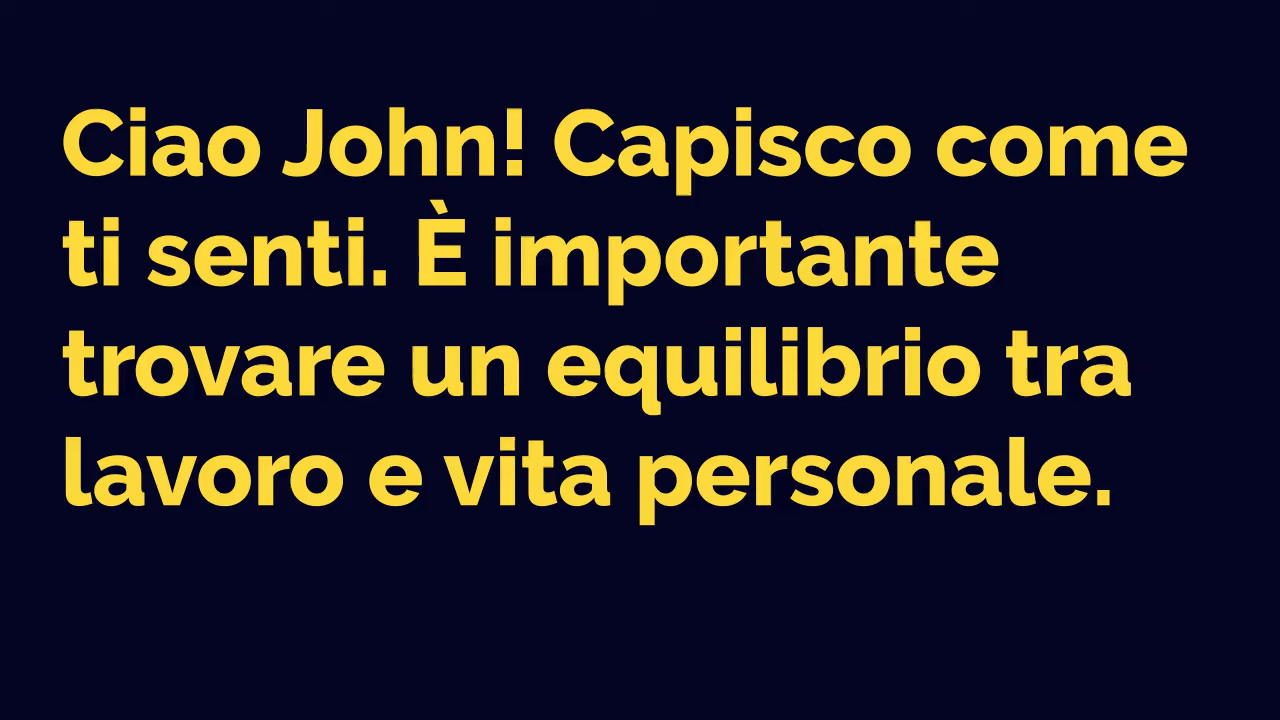 Ciao John! Capisco come
ti senti. È importante
trovare un equilibrio tra
lavoro e vita personale.